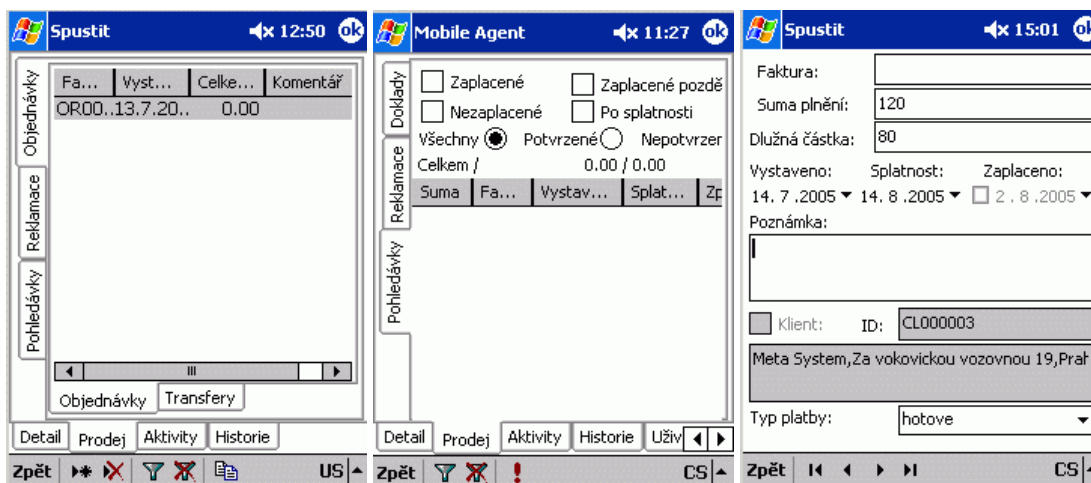 Spustit 12:50 ok
Objednávky
Reklamace
Pohledávky
Fa... Vyst... Celke... Komentář
OR00..13.7.20.. 0.00
Objednávky Transfery
Detail Prodej Aktivity Historie
Zpět US
Mobile Agent 11:27 ok
Doklady
Reklamace
Pohledávky
Zaplacené Zaplacené pozdě
Nezaplacené Po splatnosti
Všechny Potvrzené Nepotvrzer
Celkem / 0.00 / 0.00
Suma Fa... Vystav... Splat... Zp
Detail Prodej Aktivity Historie Uživ
Zpět CS
Spustit 15:01 ok
Faktura:
Suma plnění: 120
Dlužná částka: 80
Vystaveno: Splatnost: Zaplaceno:
14. 7 .2005 14. 8 .2005 2 . 8 .2005
Poznámka:
Klient: ID: CL000003
Meta System,Za vokovickou vozovnou 19,Prah
Typ platby: hotove
Zpět CS